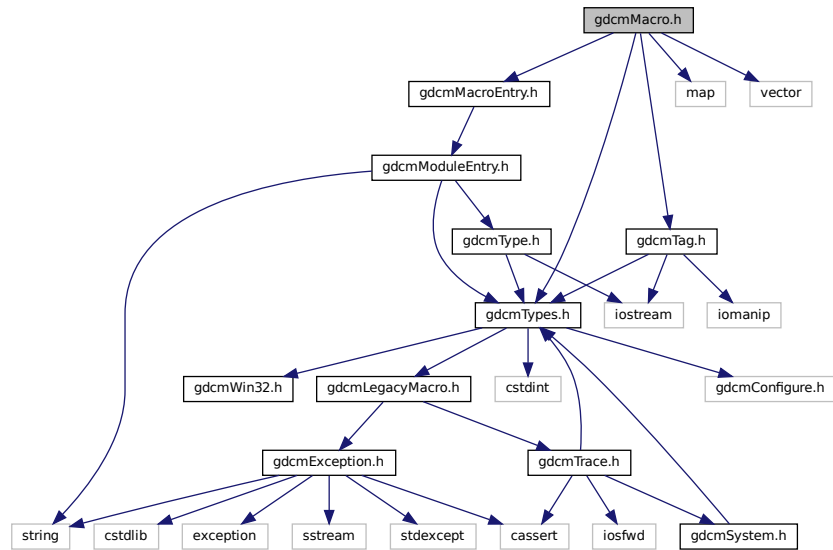 gdcmMacro.h
gdcmMacroEntry.h
map
vector
gdcmModuleEntry.h
gdcmType.h
gdcmTag.h
gdcmTypes.h
iostream
iomanip
gdcmWin32.h
gdcmLegacyMacro.h
cstdint
gdcmConfigure.h
gdcmException.h
gdcmTrace.h
string
cstdlib
exception
sstream
stdexcept
cassert
iosfwd
gdcmSystem.h